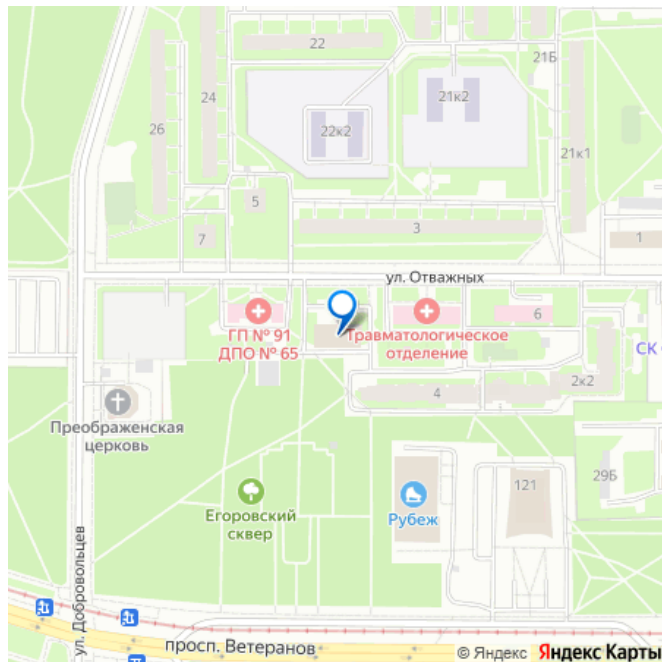 22
21Б
24
21к2
26
22к2
21к1
5
3
7
1
ул. Отважных
ГП № 91
ДПО № 65
Травматологическое
отделение
6
СК
2к2
4
Преображенская
церковь
29Б
121
Егоровский
сквер
Рубеж
ул. Добровольцев
просп. Ветеранов
© Яндекс Яндекс Карты